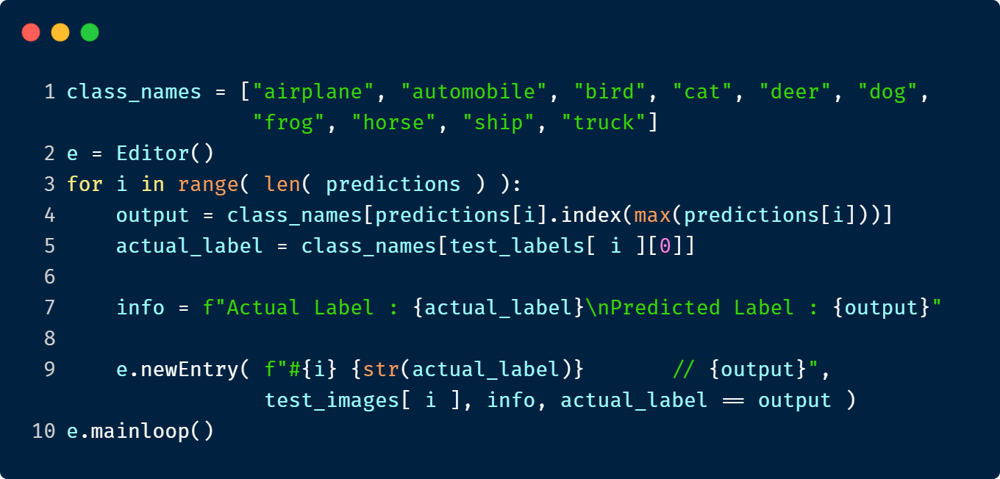 1 class_names = ["airplane", "automobile", "bird", "cat", "deer", "dog",
               "frog", "horse", "ship", "truck"]
2 e = Editor()
3 for i in range( len( predictions ) ):
4     output = class_names[predictions[i].index(max(predictions[i]))]
5     actual_label = class_names[test_labels[ i ][0]]
6
7     info = f"Actual Label : {actual_label}\nPredicted Label : {output}"
8
9     e.newEntry( f"#{i} {str(actual_label)}       // {output}",
                test_images[ i ], info, actual_label == output )
10 e.mainloop()